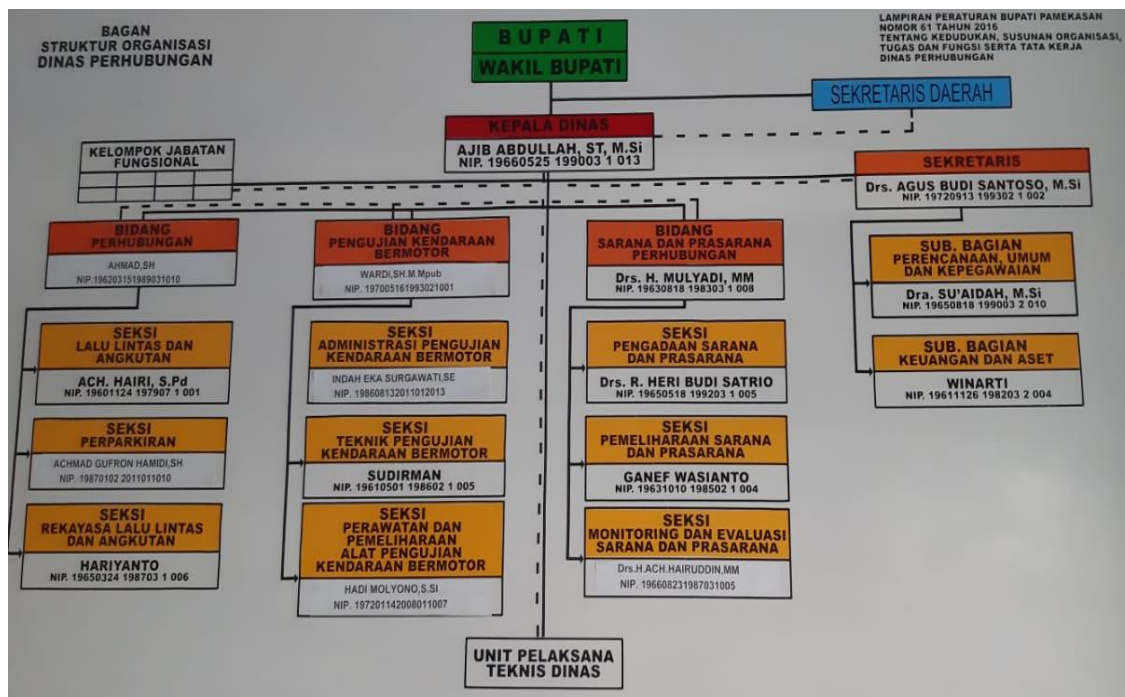 BAGAN
STRUKTUR ORGANISASI
DINAS PERHUBUNGAN
LAMPIRAN PERATURAN BUPATI PAMEKASAN
NOMOR 61 TAHUN 2016
TENTANG KEDUDUKAN, SUSUNAN ORGANISASI,
TUGAS DAN FUNGSI SERTA TATA KERJA
DINAS PERHUBUNGAN
BUPATI
WAKIL BUPATI
SEKRETARIS DAERAH
KEPALA DINAS
AJIB ABDULLAH, ST, M.Si
NIP. 19660525 199003 1 013
KELOMPOK JABATAN
FUNGSIONAL
SEKRETARIS
Drs. AGUS BUDI SANTOSO, M.Si
NIP. 19720913 199302 1 002
SUB. BAGIAN
PERENCANAAN, UMUM
DAN KEPEGAWAIAN
Dra. SU'AIDAH, M.Si
NIP. 19650818 199003 2 010
SUB. BAGIAN
KEUANGAN DAN ASET
WINARTI
NIP. 19611126 198203 2 004
BIDANG
PERHUBUNGAN
AHMAD,SH
NIP.196203151989031010
SEKSI
LALU LINTAS DAN
ANGKUTAN
ACH. HAIRI, S.Pd
NIP. 19601124 197907 1 001
SEKSI
PERPARKIRAN
ACHMAD GUFRON HAMIDI,SH
NIP. 19870102 2011011010
SEKSI
REKAYASA LALU LINTAS
DAN ANGKUTAN
HARIYANTO
NIP. 19650324 198703 1 006
BIDANG
PENGUJIAN KENDARAAN
BERMOTOR
WARDI,SH.M.Mpub
NIP. 197005161993021001
SEKSI
ADMINISTRASI PENGUJIAN
KENDARAAN BERMOTOR
INDAH EKA SURGAWATI,SE
NIP. 198608132011012013
SEKSI
TEKNIK PENGUJIAN
KENDARAAN BERMOTOR
SUDIRMAN
NIP. 19610501 198602 1 005
SEKSI
PERAWATAN DAN
PEMELIHARAAN
ALAT PENGUJIAN
KENDARAAN BERMOTOR
HADI MOLYONO,S.SI
NIP. 197201142008011007
BIDANG
SARANA DAN PRASARANA
PERHUBUNGAN
Drs. H. MULYADI, MM
NIP. 19630818 198303 1 008
SEKSI
PENGADAAN SARANA
DAN PRASARANA
Drs. R. HERI BUDI SATRIO
NIP. 19650518 199203 1 005
SEKSI
PEMELIHARAAN SARANA
DAN PRASARANA
GANEF WASIANTO
NIP. 19631010 198502 1 004
SEKSI
MONITORING DAN EVALUASI
SARANA DAN PRASARANA
Drs.H.ACH.HAIRUDDIN,MM
NIP. 196608231987031005
UNIT PELAKSANA
TEKNIS DINAS